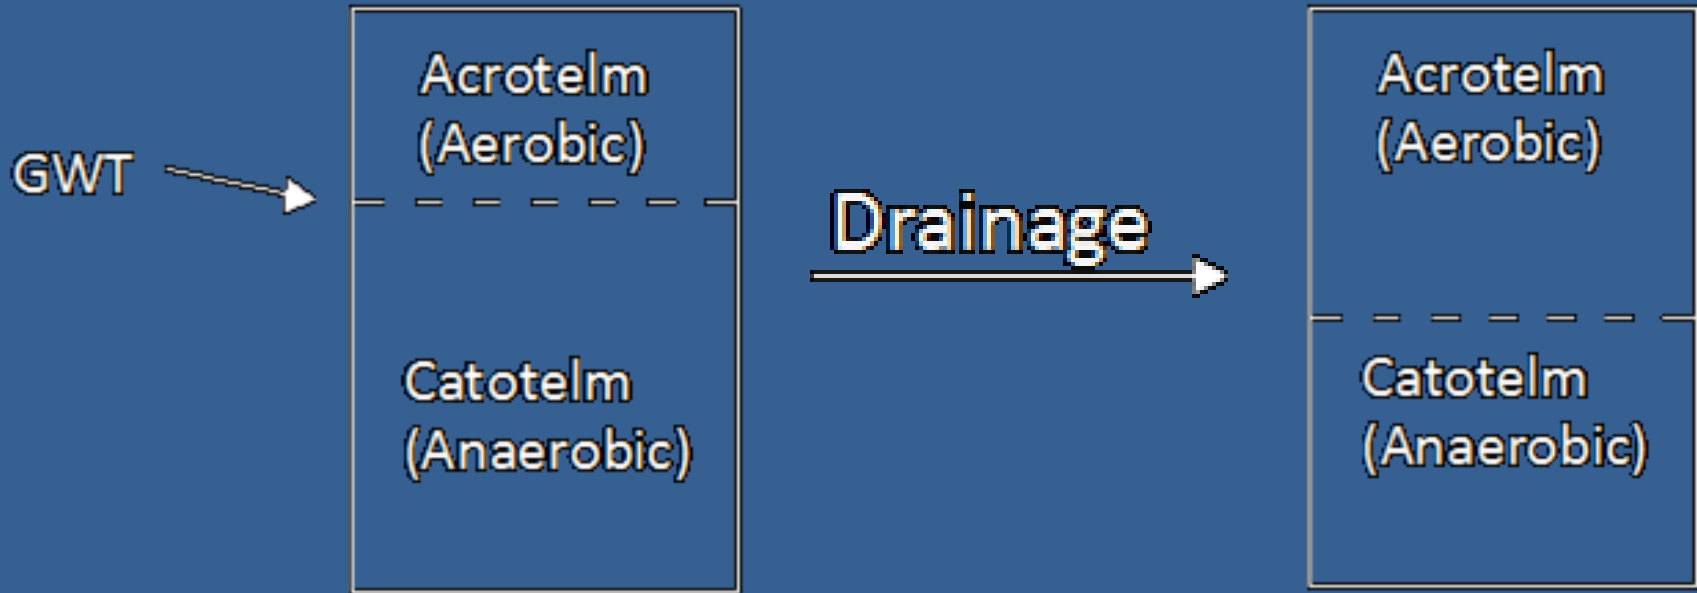 GWT
Acrotelm
(Aerobic)
Catotelm
(Anaerobic)
Drainage
Acrotelm
(Aerobic)
Catotelm
(Anaerobic)